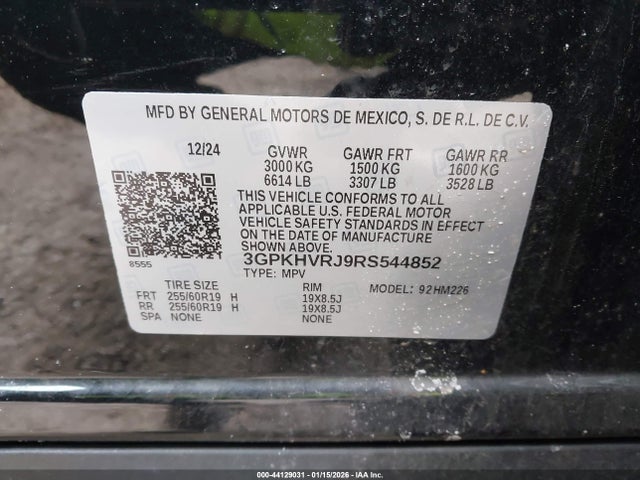 MFD BY GENERAL MOTORS DE MEXICO, S. DE R.L. DE C.V.
12/24 GVWR GAWR FRT GAWR RR
3000 KG 1500 KG 1600 KG
6614 LB 3307 LB 3528 LB
THIS VEHICLE CONFORMS TO ALL
APPLICABLE U.S. FEDERAL MOTOR
VEHICLE SAFETY STANDARDS IN EFFECT
ON THE DATE OF MANUFACTURE
SHOWN ABOVE.
8555 3GPKHVRJ9RS544852
TYPE: MPV
TIRE SIZE RIM MODEL: 92HM226
FRT 255/60R19 H 19X8.5J
RR 255/60R19 H 19X8.5J
SPA NONE NONE
000-44129031 - 01/15/2026 - IAA Inc.